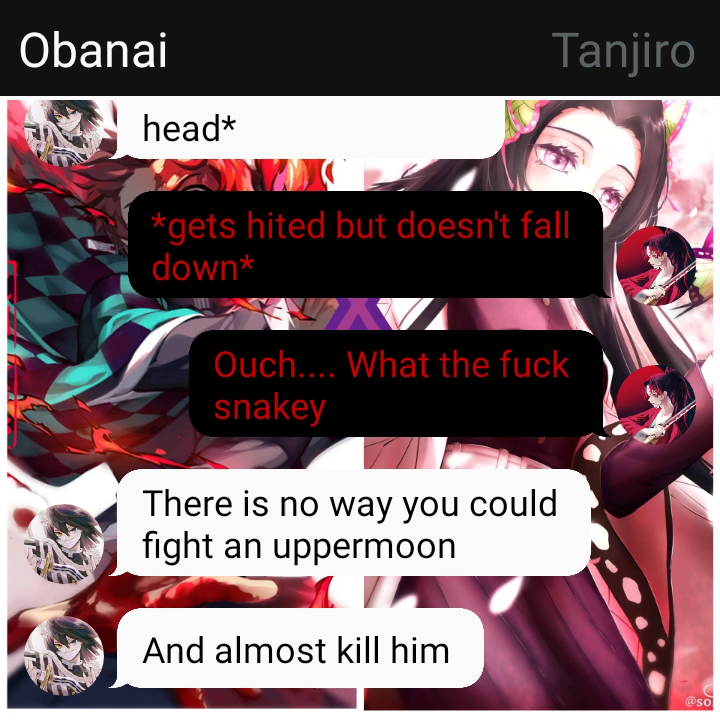 Obanai
Tanjiro
head*
*gets hited but doesn't fall
down*
Ouch.... What the fuck
snakey
There is no way you could
fight an uppermoon
And almost kill him